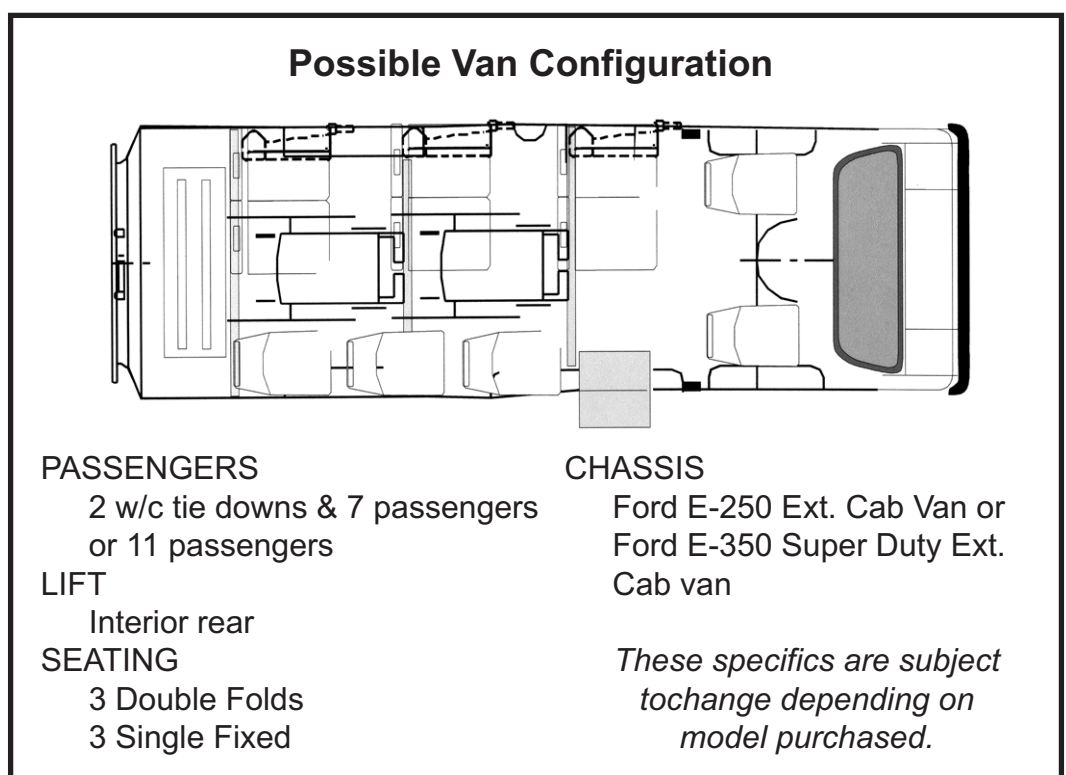 Possible Van Configuration
PASSENGERS
2 w/c tie downs & 7 passengers
or 11 passengers
LIFT
Interior rear
SEATING
3 Double Folds
3 Single Fixed
CHASSIS
Ford E-250 Ext. Cab Van or
Ford E-350 Super Duty Ext.
Cab van
These specifics are subject
tochange depending on
model purchased.